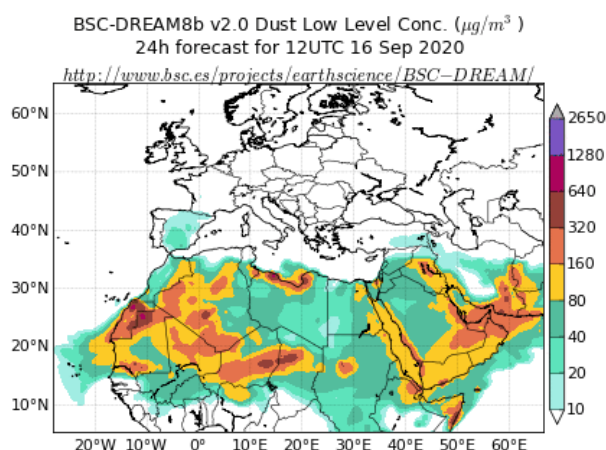 BSC-DREAM8b v2.0 Dust Low Level Conc. (μg/m³ )
24h forecast for 12UTC 16 Sep 2020
http://www.bsc.es/projects/earthscience/BSC−DREAM/
60°N
50°N
40°N
30°N
20°N
10°N
20°W
10°W
0°
10°E
20°E
30°E
40°E
50°E
60°E
2650
1280
640
320
160
80
40
20
10